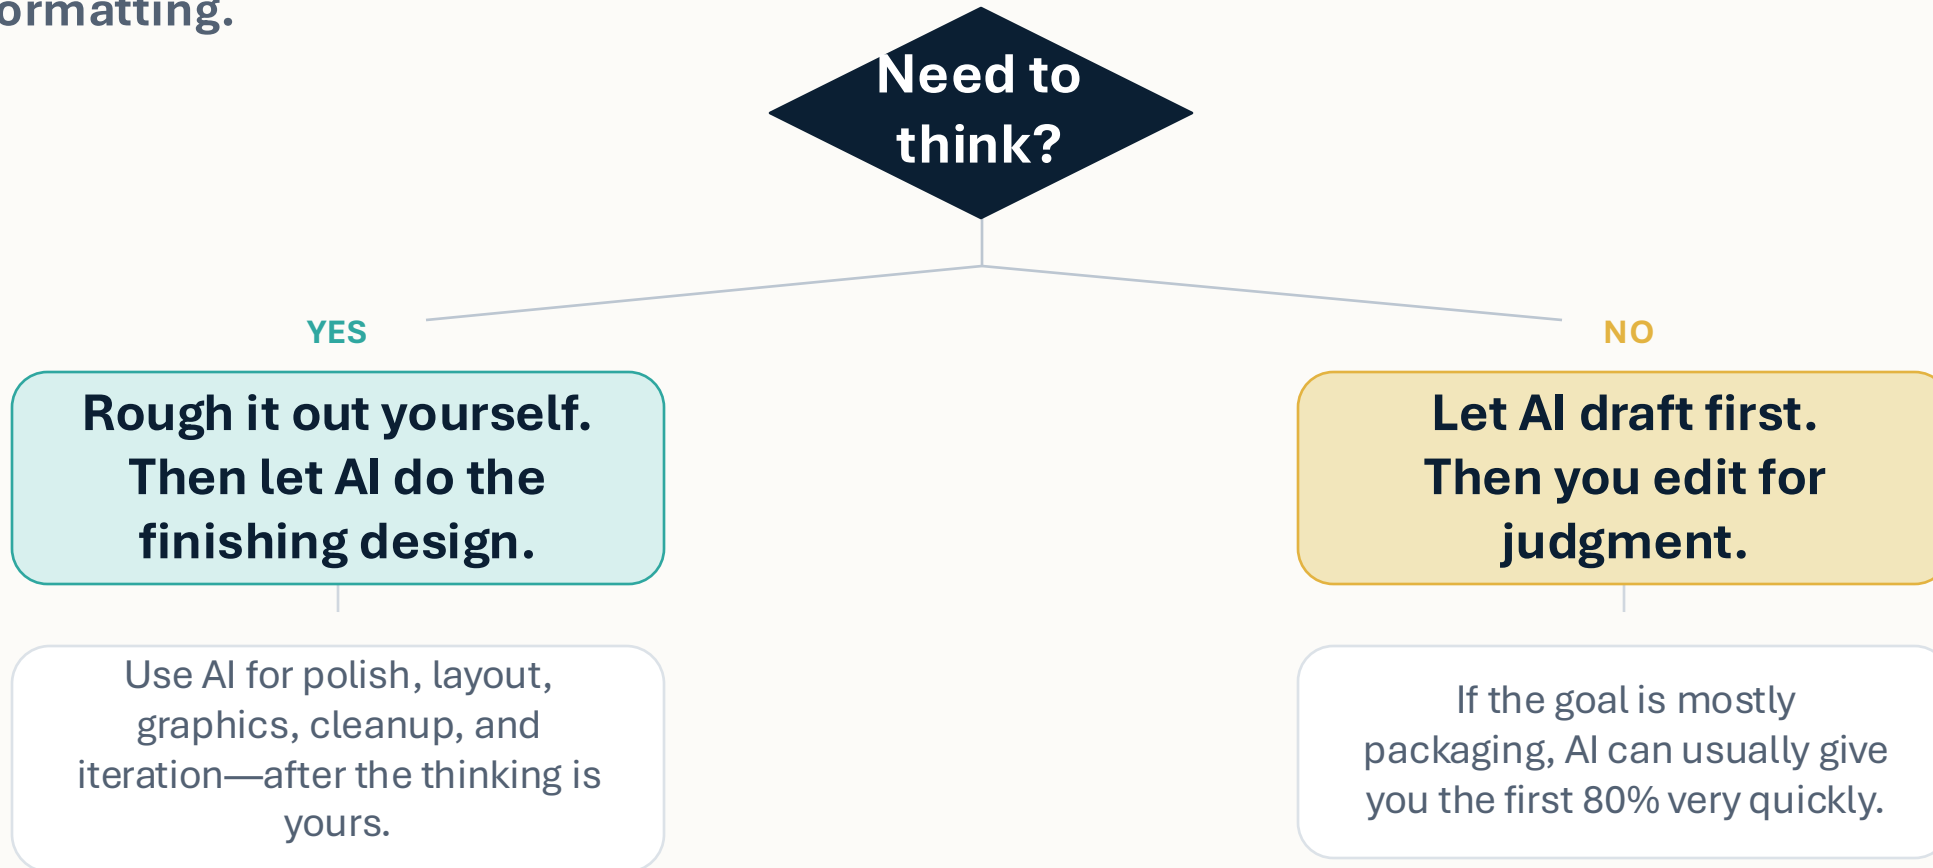 ormatting.
Need to
think?
YES
NO
Rough it out yourself.
Then let AI do the
finishing design.
Let AI draft first.
Then you edit for
judgment.
Use AI for polish, layout,
graphics, cleanup, and
iteration—after the thinking is
yours.
If the goal is mostly
packaging, AI can usually give
you the first 80% very quickly.